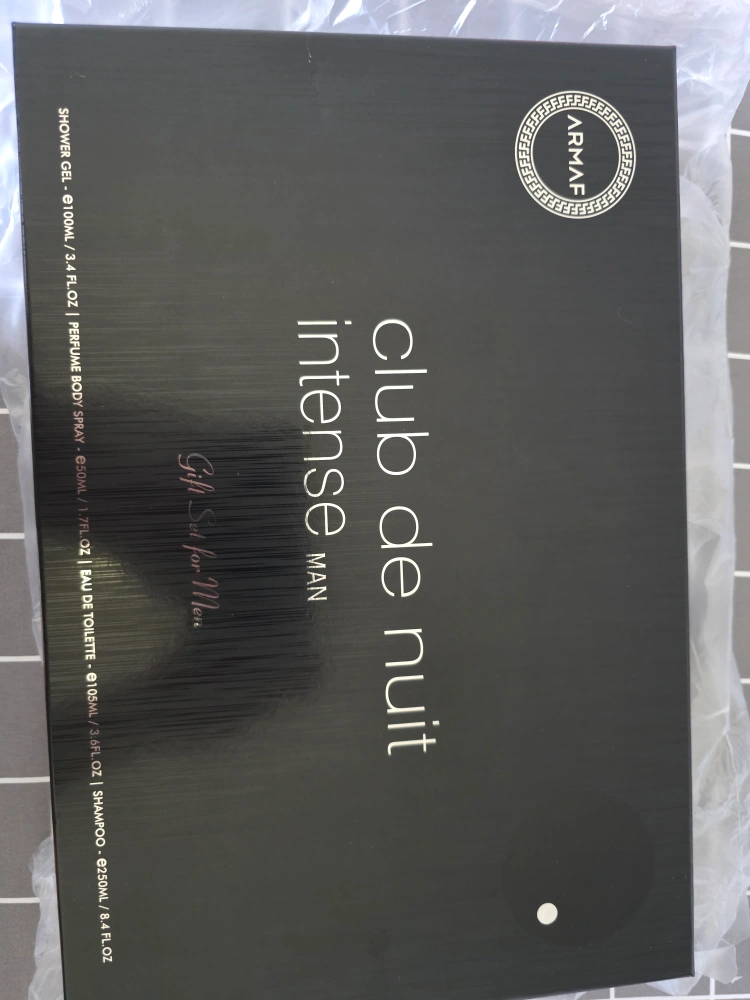 ARMAF
club de nuit
intense MAN
Gift Set for Men
SHOWER GEL - ℮100ML / 3.4 FL.OZ | PERFUME BODY SPRAY - ℮50ML / 1.7FL.OZ | EAU DE TOILETTE - ℮105ML / 3.6FL.OZ | SHAMPOO - ℮250ML / 8.4 FL.OZ